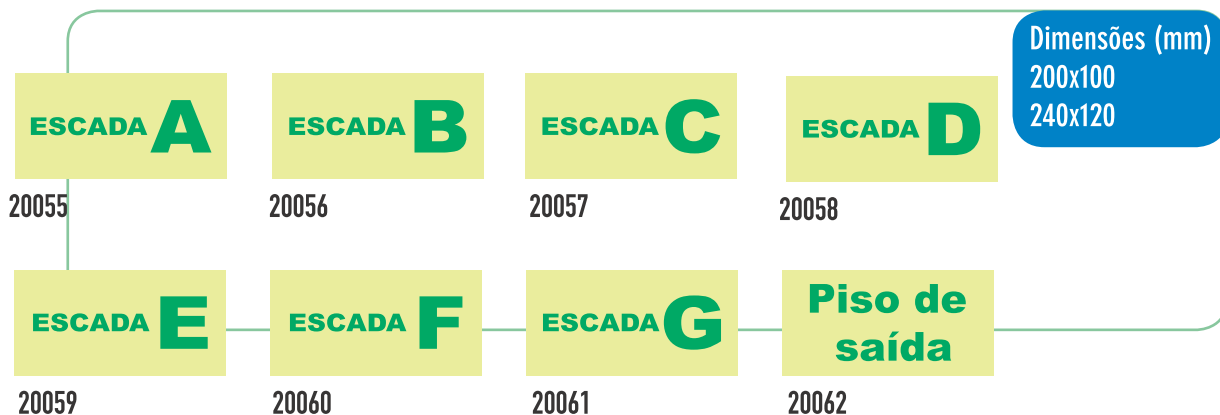 Dimensões (mm)
200x100
240x120
ESCADA A
20055
ESCADA B
20056
ESCADA C
20057
ESCADA D
20058
ESCADA E
20059
ESCADA F
20060
ESCADA G
20061
Piso de
saída
20062